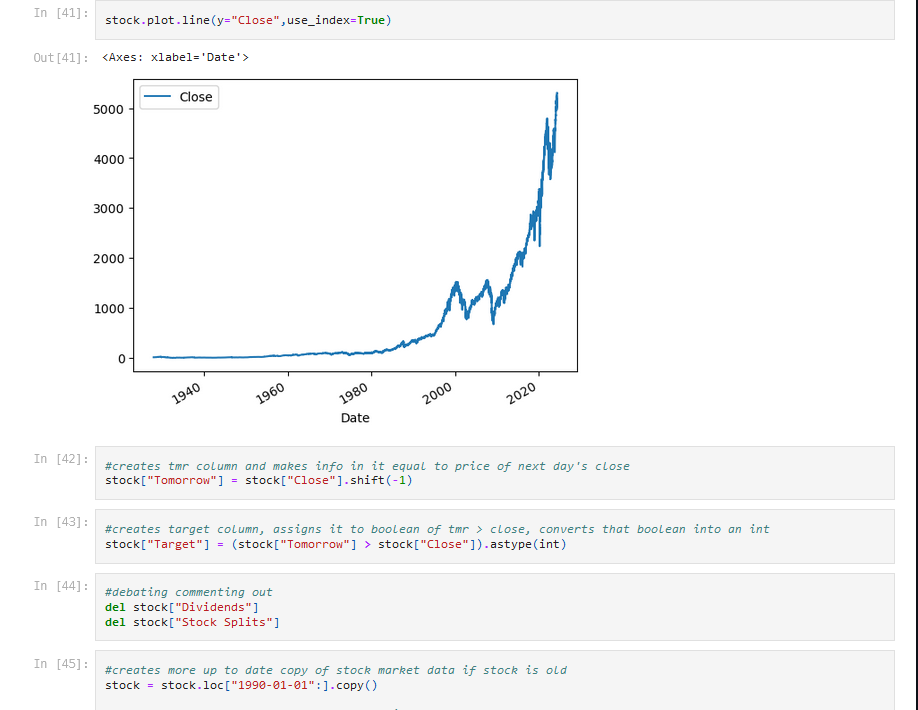 In [41]:
stock.plot.line(y="Close",use_index=True)
Out[41]:
<Axes: xlabel='Date'>
Close
5000
4000
3000
2000
1000
0
1940
1960
1980
2000
2020
Date
In [42]:
#creates tmr column and makes info in it equal to price of next day's close
stock["Tomorrow"] = stock["Close"].shift(-1)
In [43]:
#creates target column, assigns it to boolean of tmr > close, converts that boolean into an int
stock["Target"] = (stock["Tomorrow"] > stock["Close"]).astype(int)
In [44]:
#debating commenting out
del stock["Dividends"]
del stock["Stock Splits"]
In [45]:
#creates more up to date copy of stock market data if stock is old
stock = stock.loc["1990-01-01":].copy()